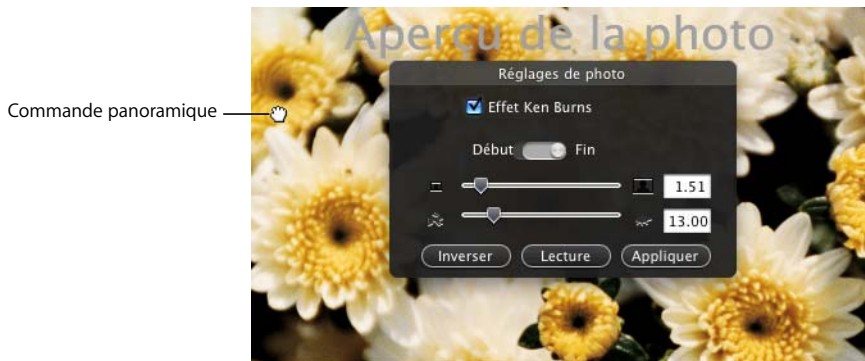 Aperçu de la photo
Réglages de photo
Commande panoramique
Effet Ken Burns
Début Fin
1.51
13.00
Inverser Lecture Appliquer